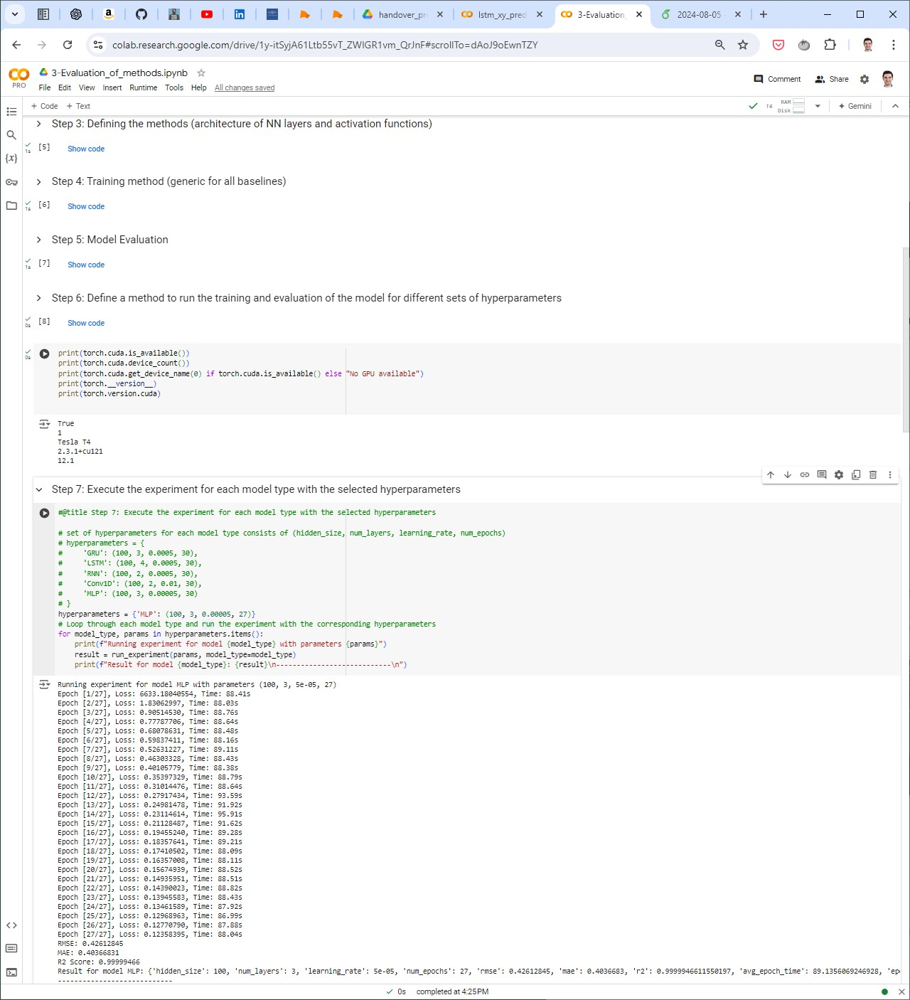 handover_pr
lstm_xy_pred
3-Evaluation_
2024-08-05
colab.research.google.com/drive/1y-itSyjA61Ltb55vT_ZWIGR1vm_QrJnF#scrollTo=dAoJ9oEwnTZY
CO
PRO
3-Evaluation_of_methods.ipynb
Comment
Share
File Edit View Insert Runtime Tools Help All changes saved
+ Code + Text
T4
RAM
Disk
Gemini
Step 3: Defining the methods (architecture of NN layers and activation functions)
1s
[5]
Show code
Step 4: Training method (generic for all baselines)
1s
[6]
Show code
Step 5: Model Evaluation
1s
[7]
Show code
Step 6: Define a method to run the training and evaluation of the model for different sets of hyperparameters
0s
[8]
Show code
0s
print(torch.cuda.is_available())
print(torch.cuda.device_count())
print(torch.cuda.get_device_name(0) if torch.cuda.is_available() else "No GPU available")
print(torch.__version__)
print(torch.version.cuda)
True
1
Tesla T4
2.3.1+cu121
12.1
Step 7: Execute the experiment for each model type with the selected hyperparameters
#@title Step 7: Execute the experiment for each model type with the selected hyperparameters
# set of hyperparameters for each model type consists of (hidden_size, num_layers, learning_rate, num_epochs)
# hyperparameters = {
#     'GRU': (100, 3, 0.0005, 30),
#     'LSTM': (100, 4, 0.0005, 30),
#     'RNN': (100, 2, 0.0005, 30),
#     'Conv1D': (100, 2, 0.01, 30),
#     'MLP': (100, 3, 0.00005, 30)
# }
hyperparameters = {'MLP': (100, 3, 0.00005, 27)}
# Loop through each model type and run the experiment with the corresponding hyperparameters
for model_type, params in hyperparameters.items():
    print(f"Running experiment for model {model_type} with parameters {params}")
    result = run_experiment(params, model_type=model_type)
    print(f"Result for model {model_type}: {result}\n----------------------------\n")
Running experiment for model MLP with parameters (100, 3, 5e-05, 27)
Epoch [1/27], Loss: 6633.18040554, Time: 88.41s
Epoch [2/27], Loss: 1.83062997, Time: 88.03s
Epoch [3/27], Loss: 0.90514530, Time: 88.76s
Epoch [4/27], Loss: 0.77787706, Time: 88.64s
Epoch [5/27], Loss: 0.68078631, Time: 88.48s
Epoch [6/27], Loss: 0.59837411, Time: 88.16s
Epoch [7/27], Loss: 0.52631227, Time: 89.11s
Epoch [8/27], Loss: 0.46303328, Time: 88.43s
Epoch [9/27], Loss: 0.40105779, Time: 88.38s
Epoch [10/27], Loss: 0.35397329, Time: 88.79s
Epoch [11/27], Loss: 0.31014476, Time: 88.64s
Epoch [12/27], Loss: 0.27917434, Time: 93.59s
Epoch [13/27], Loss: 0.24981478, Time: 91.92s
Epoch [14/27], Loss: 0.23114614, Time: 95.91s
Epoch [15/27], Loss: 0.21128487, Time: 91.62s
Epoch [16/27], Loss: 0.19455240, Time: 89.28s
Epoch [17/27], Loss: 0.18357641, Time: 89.21s
Epoch [18/27], Loss: 0.17410502, Time: 88.09s
Epoch [19/27], Loss: 0.16357008, Time: 88.11s
Epoch [20/27], Loss: 0.15674939, Time: 88.52s
Epoch [21/27], Loss: 0.14935951, Time: 88.51s
Epoch [22/27], Loss: 0.14390023, Time: 88.82s
Epoch [23/27], Loss: 0.13945583, Time: 88.43s
Epoch [24/27], Loss: 0.13461589, Time: 87.92s
Epoch [25/27], Loss: 0.12968963, Time: 86.99s
Epoch [26/27], Loss: 0.12770790, Time: 87.88s
Epoch [27/27], Loss: 0.12358395, Time: 88.04s
RMSE: 0.42612845
MAE: 0.40366831
R2 Score: 0.99999466
Result for model MLP: {'hidden_size': 100, 'num_layers': 3, 'learning_rate': 5e-05, 'num_epochs': 27, 'rmse': 0.42612845, 'mae': 0.4036683, 'r2': 0.9999946611550197, 'avg_epoch_time': 89.1356069246928, 'epo
----------------------------
0s completed at 4:25PM